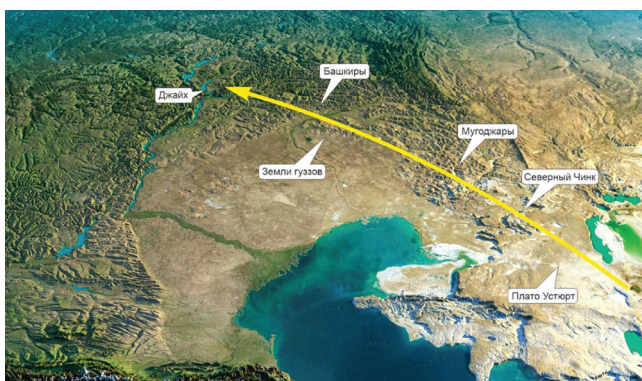 Башкиры
Джайх
Мугоджары
Земли гуззов
Северный Чинк
Плато Устюрт